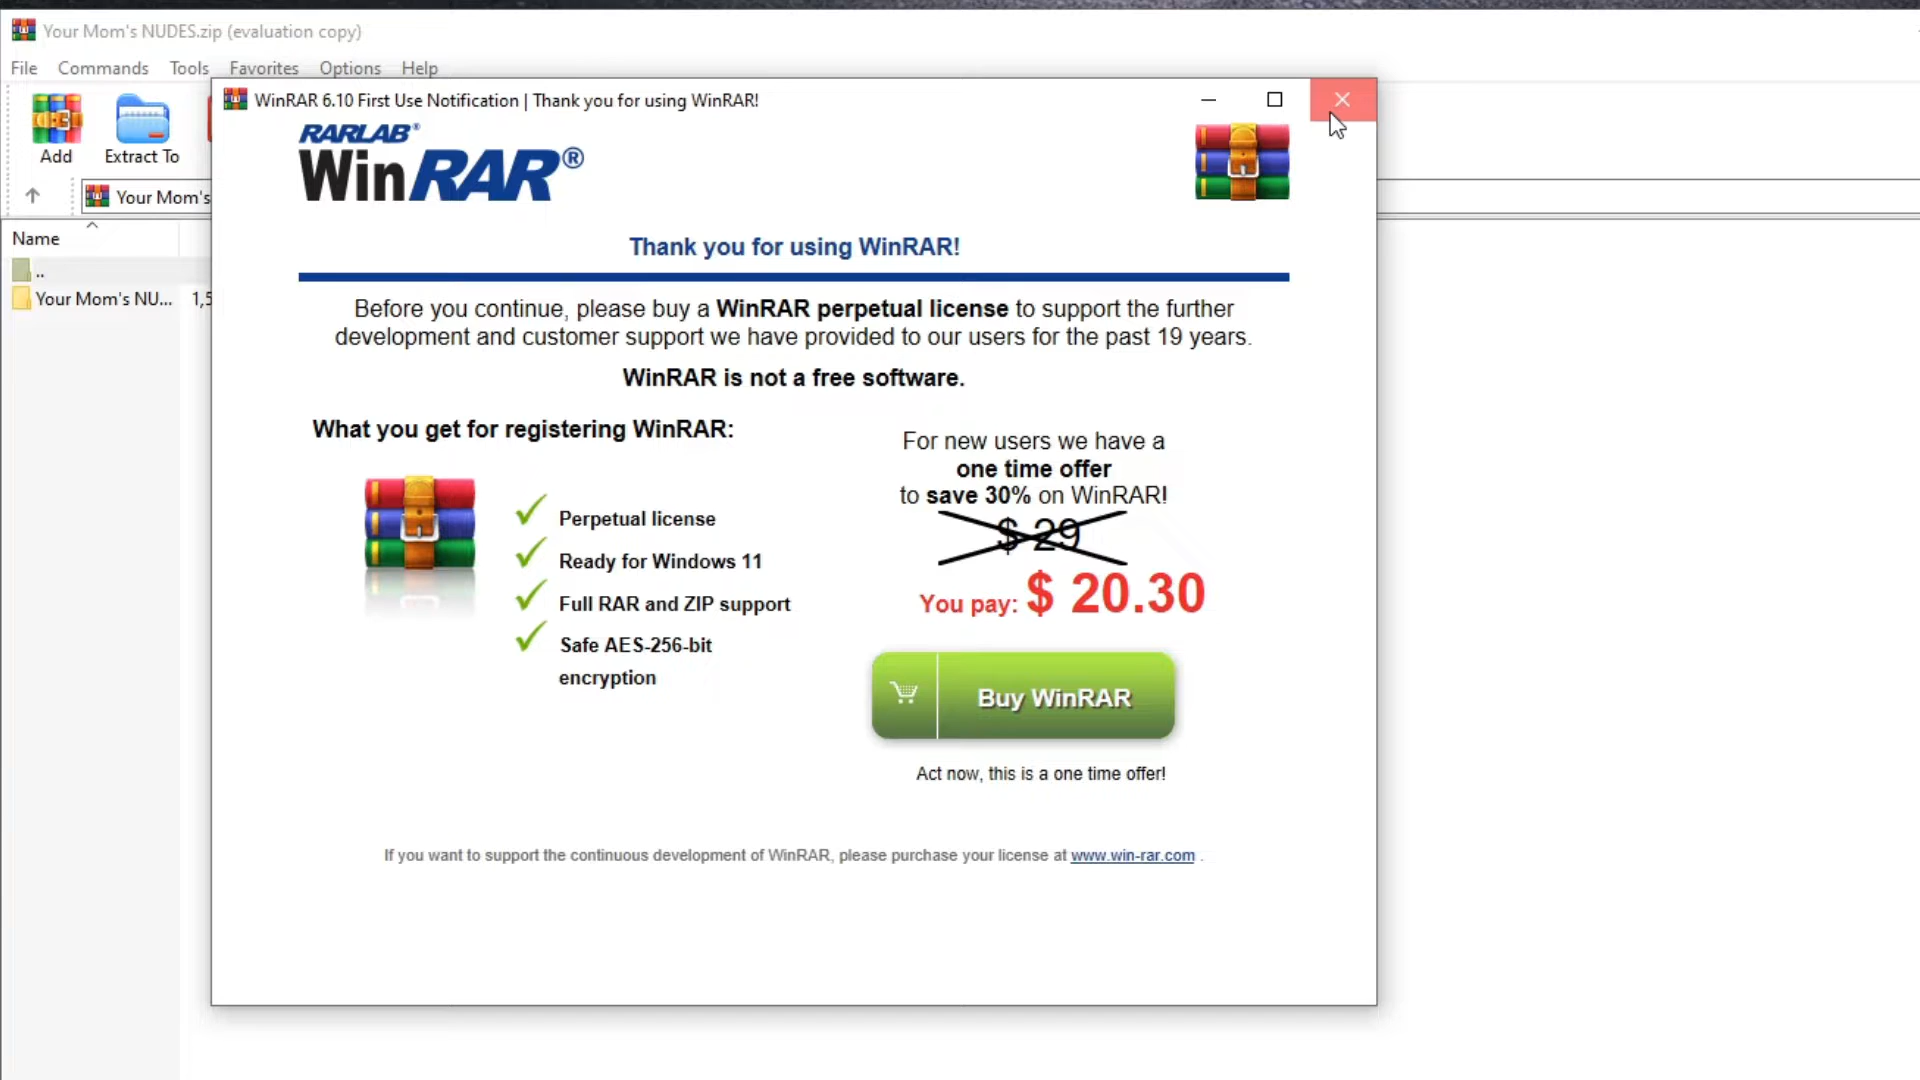 Your Mom's NUDES.zip (evaluation copy)
File Commands Tools Favorites Options Help
Add Extract To
Your Mom's
Name
..
Your Mom's NU... 1,5
WinRAR 6.10 First Use Notification | Thank you for using WinRAR!
RARLAB®
WinRAR®
Thank you for using WinRAR!
Before you continue, please buy a WinRAR perpetual license to support the further
development and customer support we have provided to our users for the past 19 years.
WinRAR is not a free software.
What you get for registering WinRAR:
Perpetual license
Ready for Windows 11
Full RAR and ZIP support
Safe AES-256-bit
encryption
For new users we have a
one time offer
to save 30% on WinRAR!
$ 29
You pay: $ 20.30
Buy WinRAR
Act now, this is a one time offer!
If you want to support the continuous development of WinRAR, please purchase your license at www.win-rar.com .